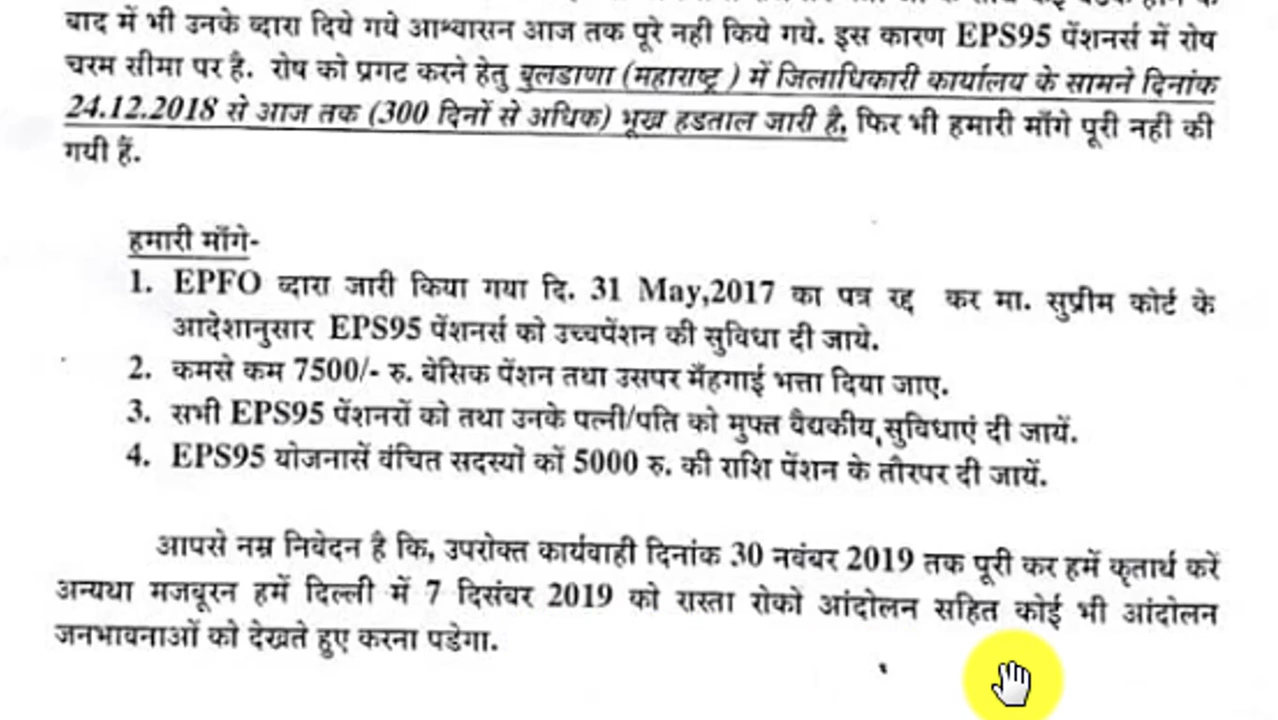 बाद में भी उनके व्दारा दिये गये आश्वासन आज तक पूरे नही किये गये. इस कारण EPS95 पेंशनर्स में रोष
चरम सीमा पर है. रोष को प्रगट करने हेतु बुलडाणा (महाराष्ट्र ) में जिलाधिकारी कार्यालय के सामने दिनांक
24.12.2018 से आज तक (300 दिनों से अधिक) भूख हडताल जारी है, फिर भी हमारी माँगे पूरी नही की
गयी हैं.
हमारी माँगे-
1. EPFO व्दारा जारी किया गया दि. 31 May,2017 का पत्र रद्द कर मा. सुप्रीम कोर्ट के
आदेशानुसार EPS95 पेंशनर्स को उच्चपेंशन की सुविधा दी जाये.
2. कमसे कम 7500/- रु. बेसिक पेंशन तथा उसपर मँहगाई भत्ता दिया जाए.
3. सभी EPS95 पेंशनरों को तथा उनके पत्नी/पति को मुफ्त वैद्यकीय सुविधाएं दी जायें.
4. EPS95 योजनासें वंचित सदस्यों कों 5000 रु. की राशि पेंशन के तौरपर दी जायें.
आपसे नम्र निवेदन है कि, उपरोक्त कार्यवाही दिनांक 30 नवंबर 2019 तक पूरी कर हमें कृतार्थ करें
अन्यथा मजबूरन हमें दिल्ली में 7 दिसंबर 2019 को रास्ता रोकों आंदोलन सहित कोई भी आंदोलन
जनभावनाओं को देखते हुए करना पडेगा.